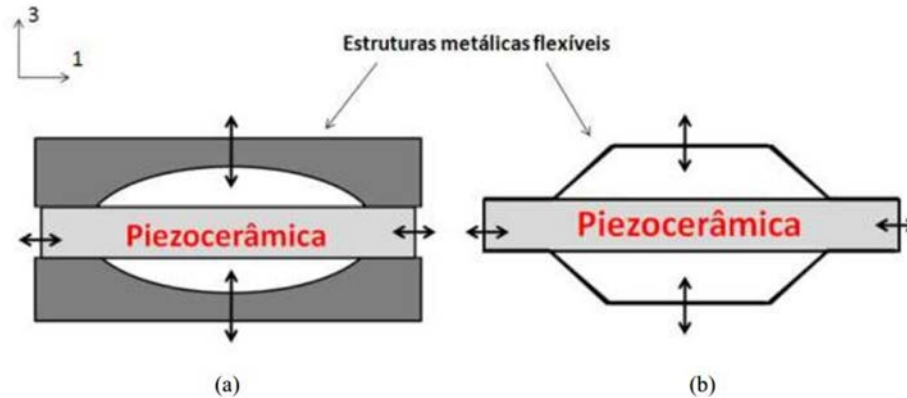 3
1
Estruturas metálicas flexíveis
Piezocerâmica
Piezocerâmica
(a)
(b)